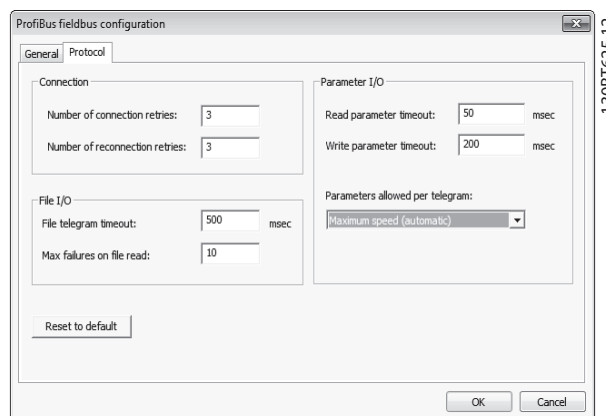 ProfiBus fieldbus configuration
General Protocol
Connection
Number of connection retries: 3
Number of reconnection retries: 3
File I/O
File telegram timeout: 500 msec
Max failures on file read: 10
Parameter I/O
Read parameter timeout: 50 msec
Write parameter timeout: 200 msec
Parameters allowed per telegram:
Maximum speed (automatic)
Reset to default
OK Cancel